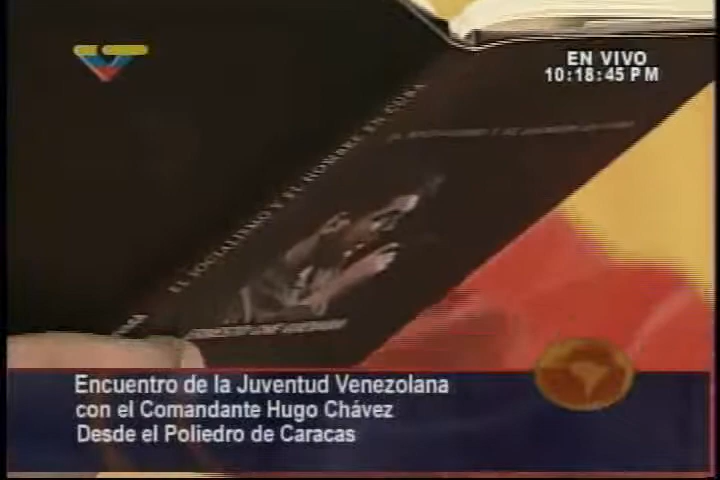 EN VIVO
10:18:45 PM
EL SOCIALISMO Y EL HOMBRE EN CUBA
Encuentro de la Juventud Venezolana
con el Comandante Hugo Chávez
Desde el Poliedro de Caracas